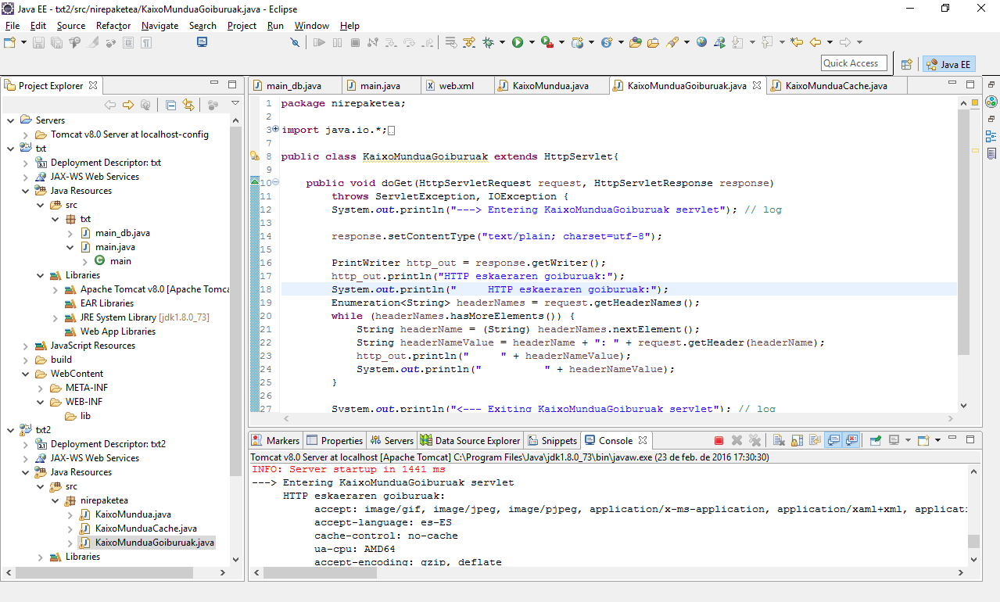 Java EE - txt2/src/nirepaketea/KaixoMunduaGoiburuak.java - Eclipse
File Edit Source Refactor Navigate Search Project Run Window Help
Quick Access
Java EE
Project Explorer
Servers
Tomcat v8.0 Server at localhost-config
txt
Deployment Descriptor: txt
JAX-WS Web Services
Java Resources
src
txt
main_db.java
main.java
main
Libraries
Apache Tomcat v8.0 [Apache Tomca
EAR Libraries
JRE System Library [jdk1.8.0_73]
Web App Libraries
JavaScript Resources
build
WebContent
META-INF
WEB-INF
lib
txt2
Deployment Descriptor: txt2
JAX-WS Web Services
Java Resources
src
nirepaketea
KaixoMundua.java
KaixoMunduaCache.java
KaixoMunduaGoiburuak.java
Libraries
main_db.java main.java web.xml KaixoMundua.java KaixoMunduaGoiburuak.java KaixoMunduaCache.java
1 package nirepaketea;
2
3 import java.io.*;
7
8 public class KaixoMunduaGoiburuak extends HttpServlet{
9
10     public void doGet(HttpServletRequest request, HttpServletResponse response)
11         throws ServletException, IOException {
12         System.out.println("---> Entering KaixoMunduaGoiburuak servlet"); // log
13
14         response.setContentType("text/plain; charset=utf-8");
15
16         PrintWriter http_out = response.getWriter();
17         http_out.println("HTTP eskaeraren goiburuak:");
18         System.out.println("     HTTP eskaeraren goiburuak:");
19         Enumeration<String> headerNames = request.getHeaderNames();
20         while (headerNames.hasMoreElements()) {
21             String headerName = (String) headerNames.nextElement();
22             String headerNameValue = headerName + ": " + request.getHeader(headerName);
23             http_out.println("     " + headerNameValue);
24             System.out.println("          " + headerNameValue);
25         }
26
27         System.out.println("<--- Exiting KaixoMunduaGoiburuak servlet"); // log
Markers Properties Servers Data Source Explorer Snippets Console
Tomcat v8.0 Server at localhost [Apache Tomcat] C:\Program Files\Java\jdk1.8.0_73\bin\javaw.exe (23 de feb. de 2016 17:30:30)
INFO: Server startup in 1441 ms
---> Entering KaixoMunduaGoiburuak servlet
     HTTP eskaeraren goiburuak:
          accept: image/gif, image/jpeg, image/pjpeg, application/x-ms-application, application/xaml+xml, applicati
          accept-language: es-ES
          cache-control: no-cache
          ua-cpu: AMD64
          accept-encoding: gzip, deflate